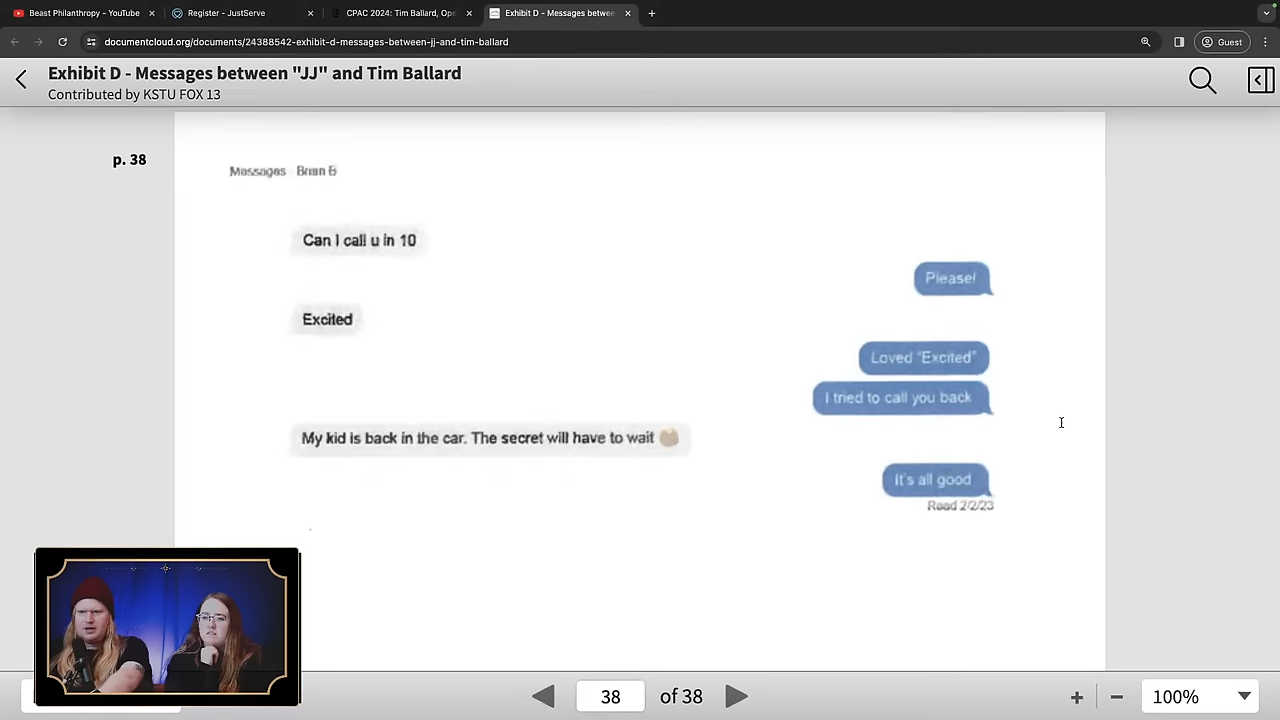 Beast Philanthropy - YouTube
Register - JustServe
CPAC 2024: Tim Ballard, Ope
Exhibit D - Messages betwee
documentcloud.org/documents/24388542-exhibit-d-messages-between-jj-and-tim-ballard
Guest
Exhibit D - Messages between "JJ" and Tim Ballard
Contributed by KSTU FOX 13
p. 38
Messages Brian B
Can I call u in 10
Please!
Excited
Loved "Excited"
I tried to call you back
My kid is back in the car. The secret will have to wait
It's all good
Read 2/2/23
38 of 38
100%